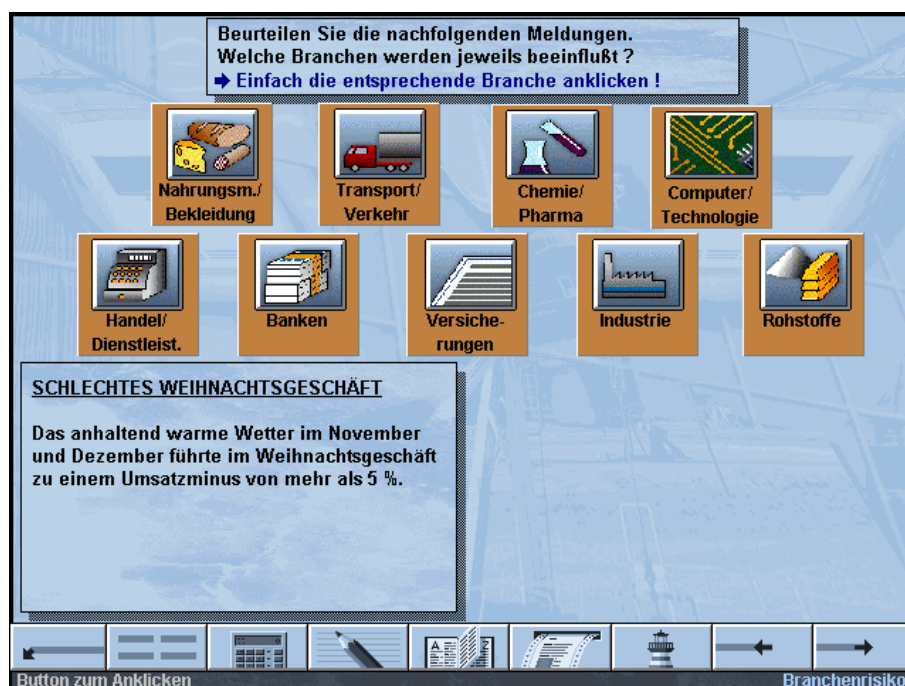 Beurteilen Sie die nachfolgenden Meldungen.
Welche Branchen werden jeweils beeinflußt ?
➡ Einfach die entsprechende Branche anklicken !
Nahrungsm./
Bekleidung
Transport/
Verkehr
Chemie/
Pharma
Computer/
Technologie
Handel/
Dienstleist.
Banken
Versiche-
rungen
Industrie
Rohstoffe
SCHLECHTES WEIHNACHTSGESCHÄFT
Das anhaltend warme Wetter im November
und Dezember führte im Weihnachtsgeschäft
zu einem Umsatzminus von mehr als 5 %.
A Z
Button zum Anklicken
Branchenrisiko